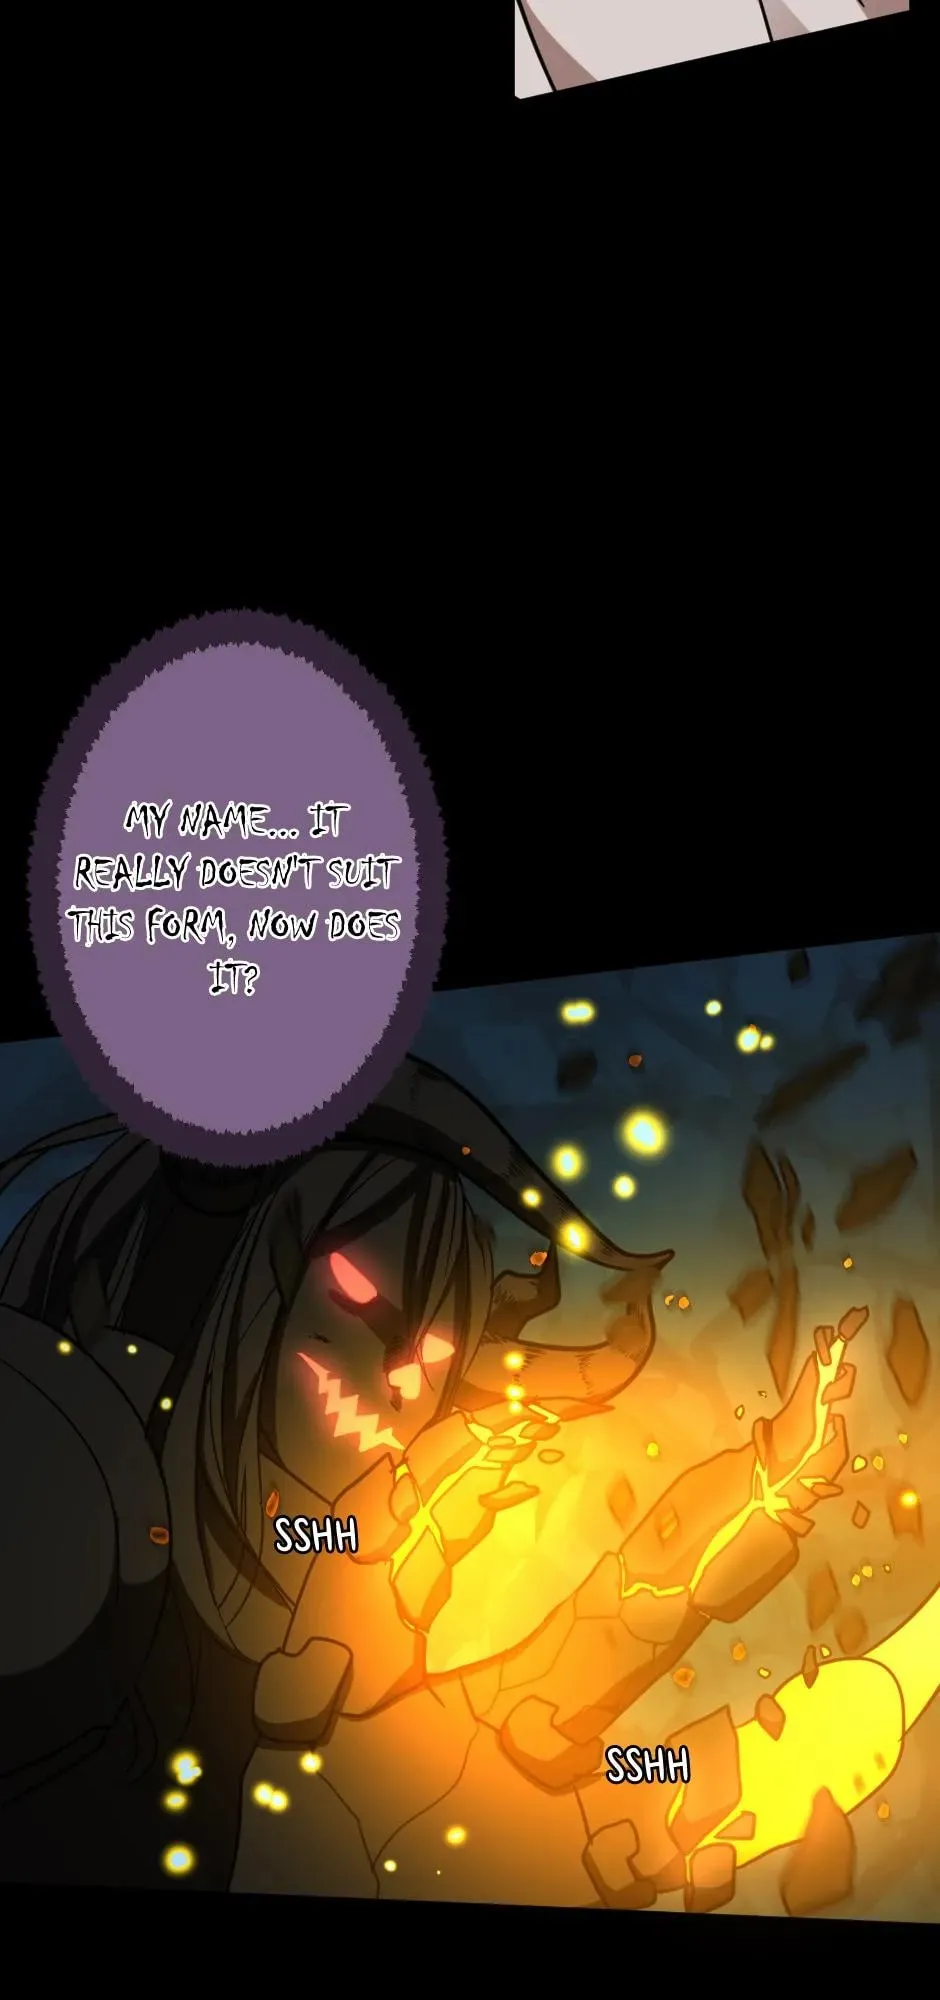 MY NAME... IT
REALLY DOESN'T SUIT
THIS FORM, NOW DOES
IT?
SSHH
SSHH